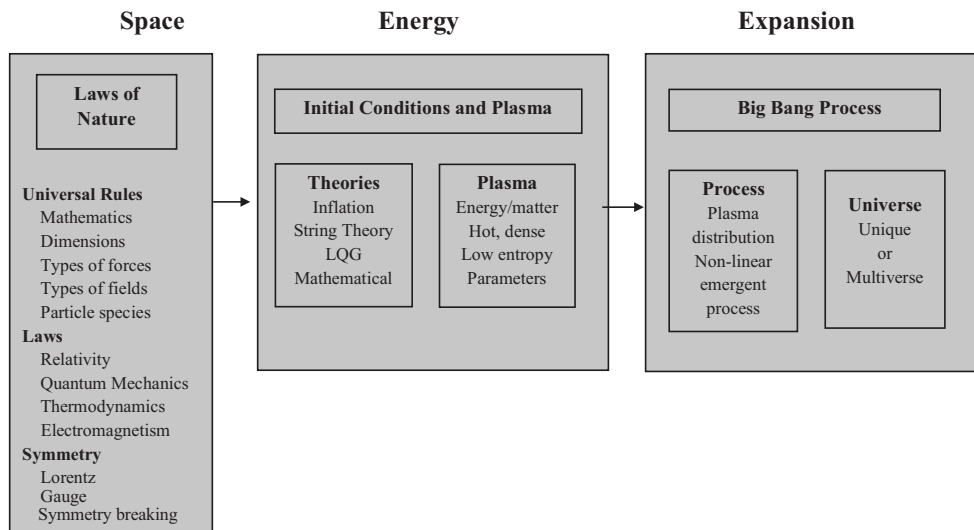 Space
Energy
Expansion
Laws of
Nature
Universal Rules
Mathematics
Dimensions
Types of forces
Types of fields
Particle species
Laws
Relativity
Quantum Mechanics
Thermodynamics
Electromagnetism
Symmetry
Lorentz
Gauge
Symmetry breaking
Initial Conditions and Plasma
Theories
Inflation
String Theory
LQG
Mathematical
Plasma
Energy/matter
Hot, dense
Low entropy
Parameters
Big Bang Process
Process
Plasma
distribution
Non-linear
emergent
process
Universe
Unique
or
Multiverse